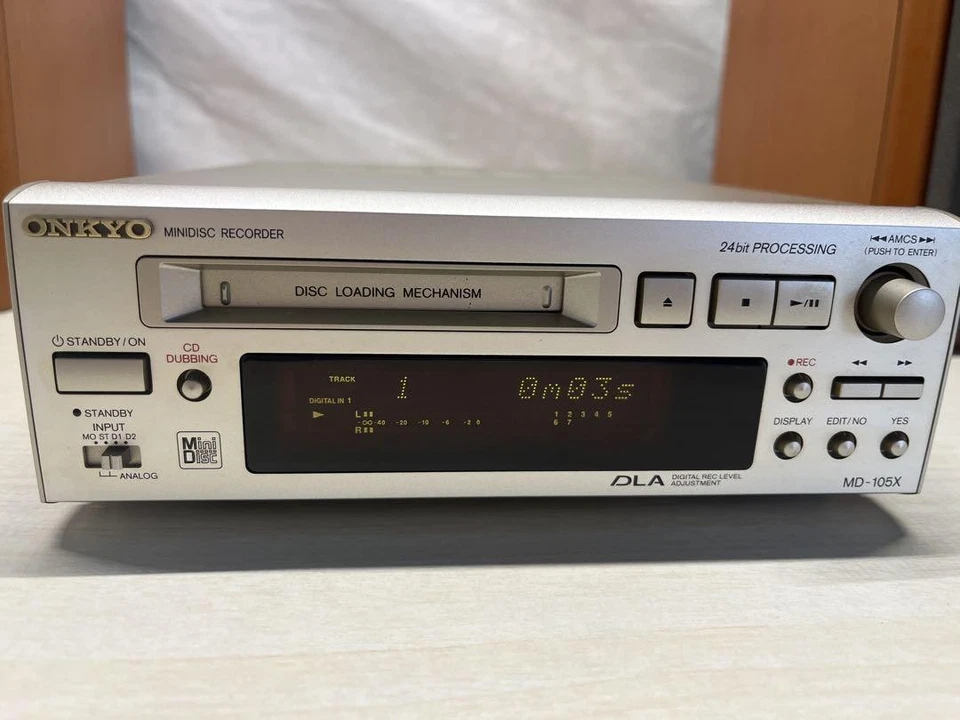 ONKYO MINIDISC RECORDER
24bit PROCESSING
AMCS
(PUSH TO ENTER)
DISC LOADING MECHANISM
STANDBY/ON
CD
DUBBING
REC
TRACK 1 0m03s
DIGITAL IN 1
L
-∞-40 -20 -10 -6 -2 0
R
1 2 3 4 5
6 7
STANDBY
INPUT
MO ST D1 D2
ANALOG
Mini
Disc
DISPLAY EDIT/NO YES
DLA DIGITAL REC LEVEL
ADJUSTMENT
MD-105X